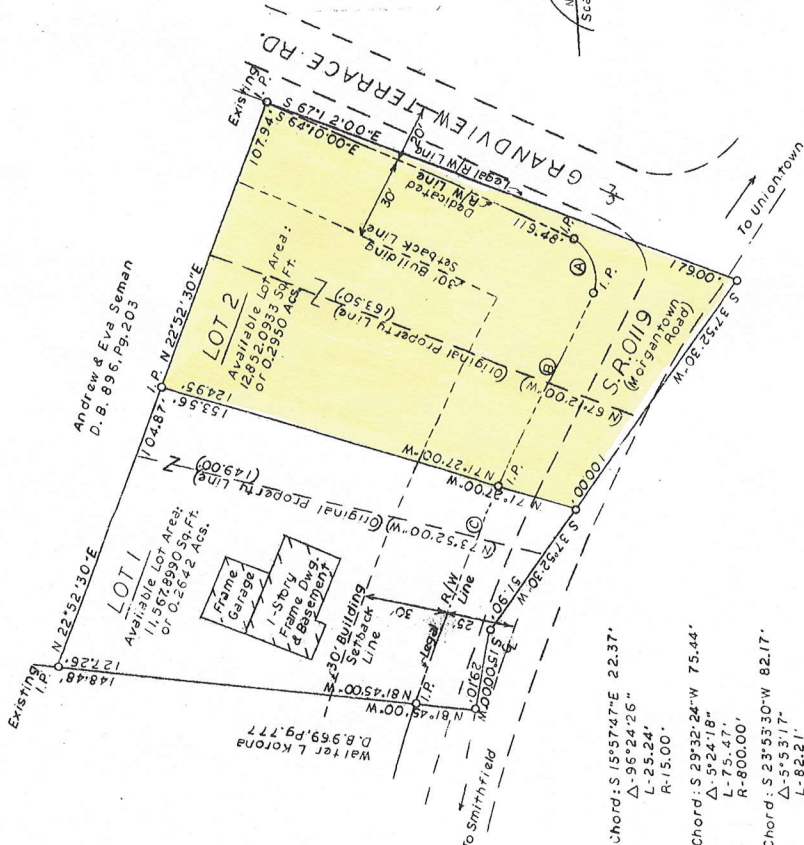 N
Sca
GRANDVIEW TERRACE RD.
Existing
I.P.
S 67°12'00"E
S 64°10'00"E
107.94'
20'
Legal R/W Line
Dedicated
R/W Line
30'
116.48'
I.P.
A
30' Building
Setback Line
I.P.
179.00'
To Uniontown
Andrew & Eva Seman
D.B. 896, Pg. 203
I.P. N 22°52'30"E
LOT 2
Available Lot Area:
12,852.0933 Sq. Ft.
or 0.2950 Acs.
(Original Property Line)
(163.50')
N 67°12'00"W
B
S.R. 0119
(Morgantown
Road)
S 37°52'30"W
100.00'
124.95'
153.56'
N 71°27'00"W
N 71°27'00"W
I.P.
104.87'
Z
(Original Property Line)
(149.00')
N 73°52'00"W
C
S 37°52'30"W
51.90'
N 22°52'30"E
LOT 1
Available Lot Area:
11,567.8990 Sq. Ft.
or 0.2642 Acs.
Frame
Garage
1-Story
Frame Dwg.
& Basement
30' Building
Setback
Line
30'
Legal
R/W
Line
25'
S 15°00'00"W
29.10'
Existing
I.P.
127.26'
148.48'
N 81°45'00"W
N 81°45'00"W
I.P.
Walter L Korona
D.B. 969, Pg. 777
To Smithfield
Chord: S 15°57'47"E 22.37'
Δ-96°24'26"
L-25.24'
R-15.00'
Chord: S 29°32'24"W 75.44'
Δ-5°24'18"
L-75.47'
R-800.00'
Chord: S 23°53'30"W 82.17'
Δ-5°53'17"
L-82.21'